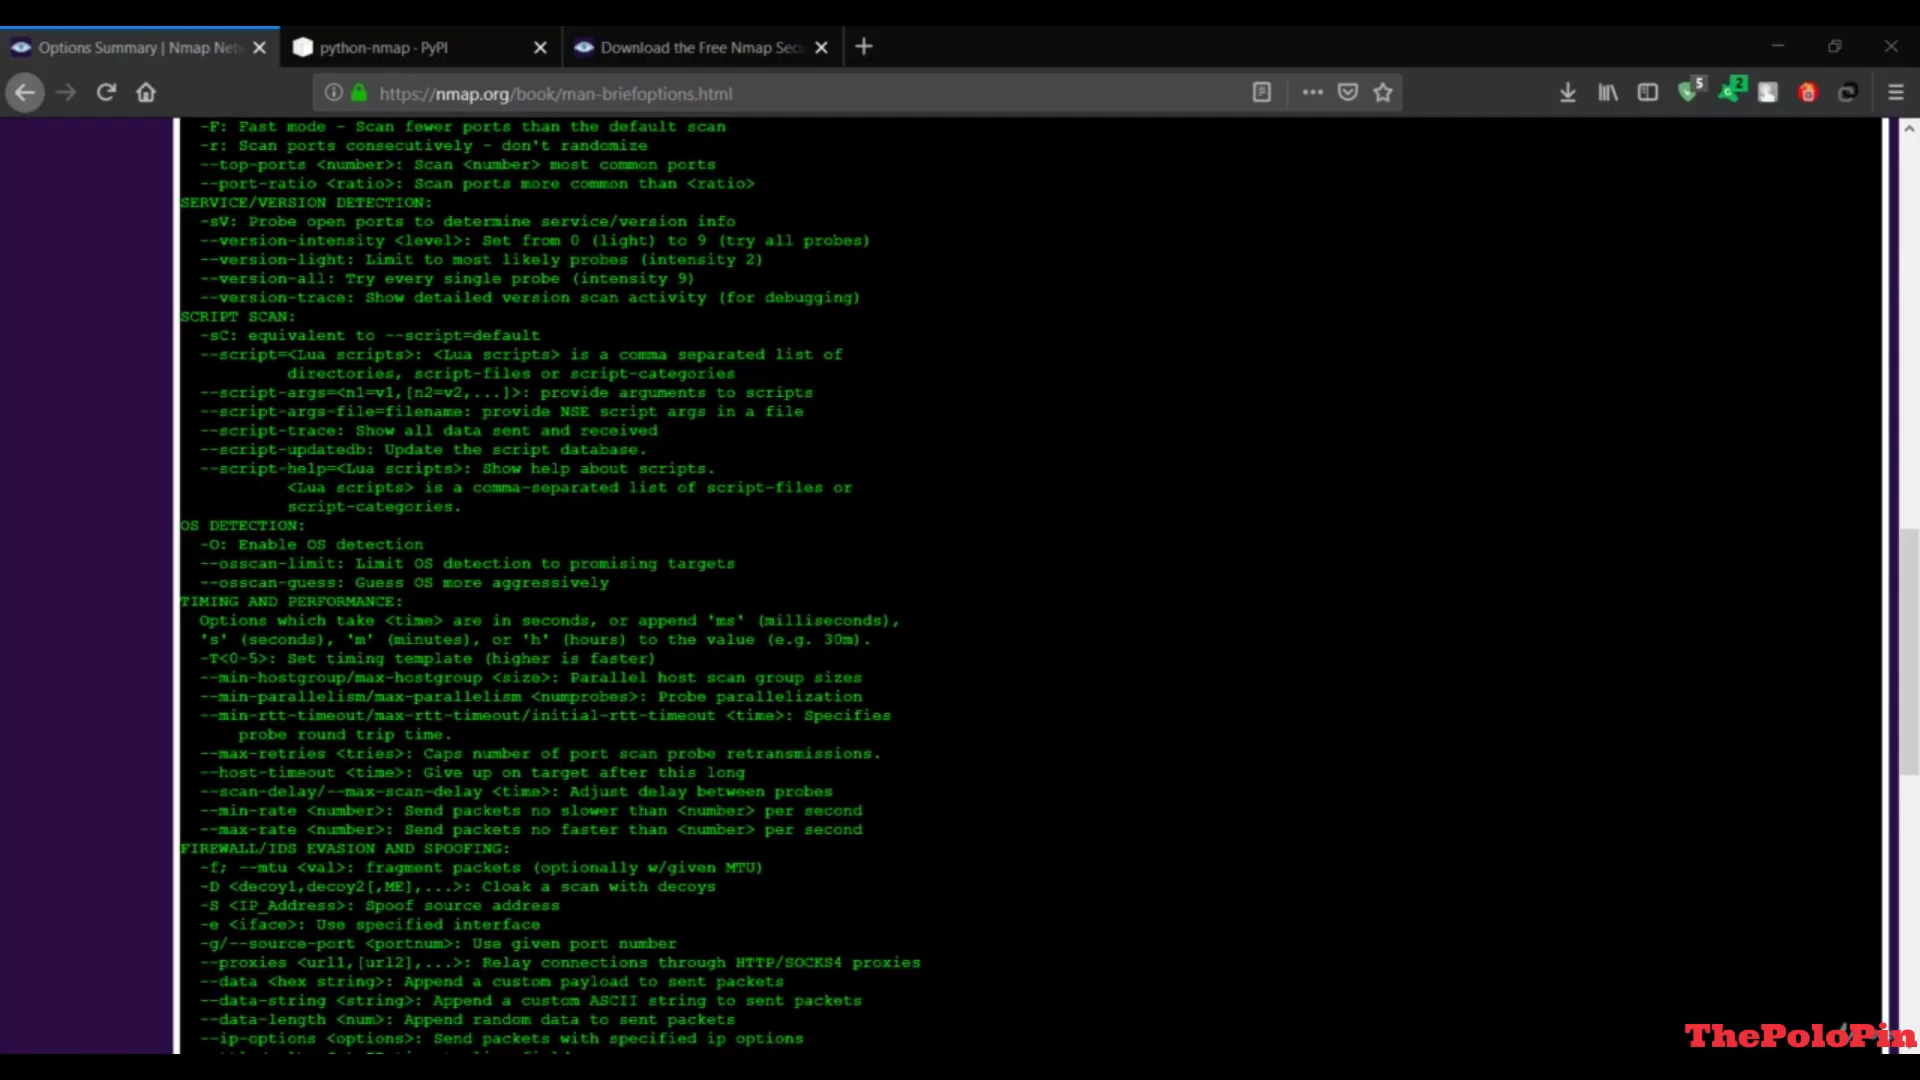 Options Summary | Nmap Net
python-nmap · PyPI
Download the Free Nmap Sec
https://nmap.org/book/man-briefoptions.html
5
2
-F: Fast mode - Scan fewer ports than the default scan
-r: Scan ports consecutively - don't randomize
--top-ports <number>: Scan <number> most common ports
--port-ratio <ratio>: Scan ports more common than <ratio>
SERVICE/VERSION DETECTION:
-sV: Probe open ports to determine service/version info
--version-intensity <level>: Set from 0 (light) to 9 (try all probes)
--version-light: Limit to most likely probes (intensity 2)
--version-all: Try every single probe (intensity 9)
--version-trace: Show detailed version scan activity (for debugging)
SCRIPT SCAN:
-sC: equivalent to --script=default
--script=<Lua scripts>: <Lua scripts> is a comma separated list of
directories, script-files or script-categories
--script-args=<n1=v1,[n2=v2,...]>: provide arguments to scripts
--script-args-file=filename: provide NSE script args in a file
--script-trace: Show all data sent and received
--script-updatedb: Update the script database.
--script-help=<Lua scripts>: Show help about scripts.
<Lua scripts> is a comma-separated list of script-files or
script-categories.
OS DETECTION:
-O: Enable OS detection
--osscan-limit: Limit OS detection to promising targets
--osscan-guess: Guess OS more aggressively
TIMING AND PERFORMANCE:
Options which take <time> are in seconds, or append 'ms' (milliseconds),
's' (seconds), 'm' (minutes), or 'h' (hours) to the value (e.g. 30m).
-T<0-5>: Set timing template (higher is faster)
--min-hostgroup/max-hostgroup <size>: Parallel host scan group sizes
--min-parallelism/max-parallelism <numprobes>: Probe parallelization
--min-rtt-timeout/max-rtt-timeout/initial-rtt-timeout <time>: Specifies
probe round trip time.
--max-retries <tries>: Caps number of port scan probe retransmissions.
--host-timeout <time>: Give up on target after this long
--scan-delay/--max-scan-delay <time>: Adjust delay between probes
--min-rate <number>: Send packets no slower than <number> per second
--max-rate <number>: Send packets no faster than <number> per second
FIREWALL/IDS EVASION AND SPOOFING:
-f; --mtu <val>: fragment packets (optionally w/given MTU)
-D <decoy1,decoy2[,ME],...>: Cloak a scan with decoys
-S <IP_Address>: Spoof source address
-e <iface>: Use specified interface
-g/--source-port <portnum>: Use given port number
--proxies <url1,[url2],...>: Relay connections through HTTP/SOCKS4 proxies
--data <hex string>: Append a custom payload to sent packets
--data-string <string>: Append a custom ASCII string to sent packets
--data-length <num>: Append random data to sent packets
--ip-options <options>: Send packets with specified ip options
ThePoloPin